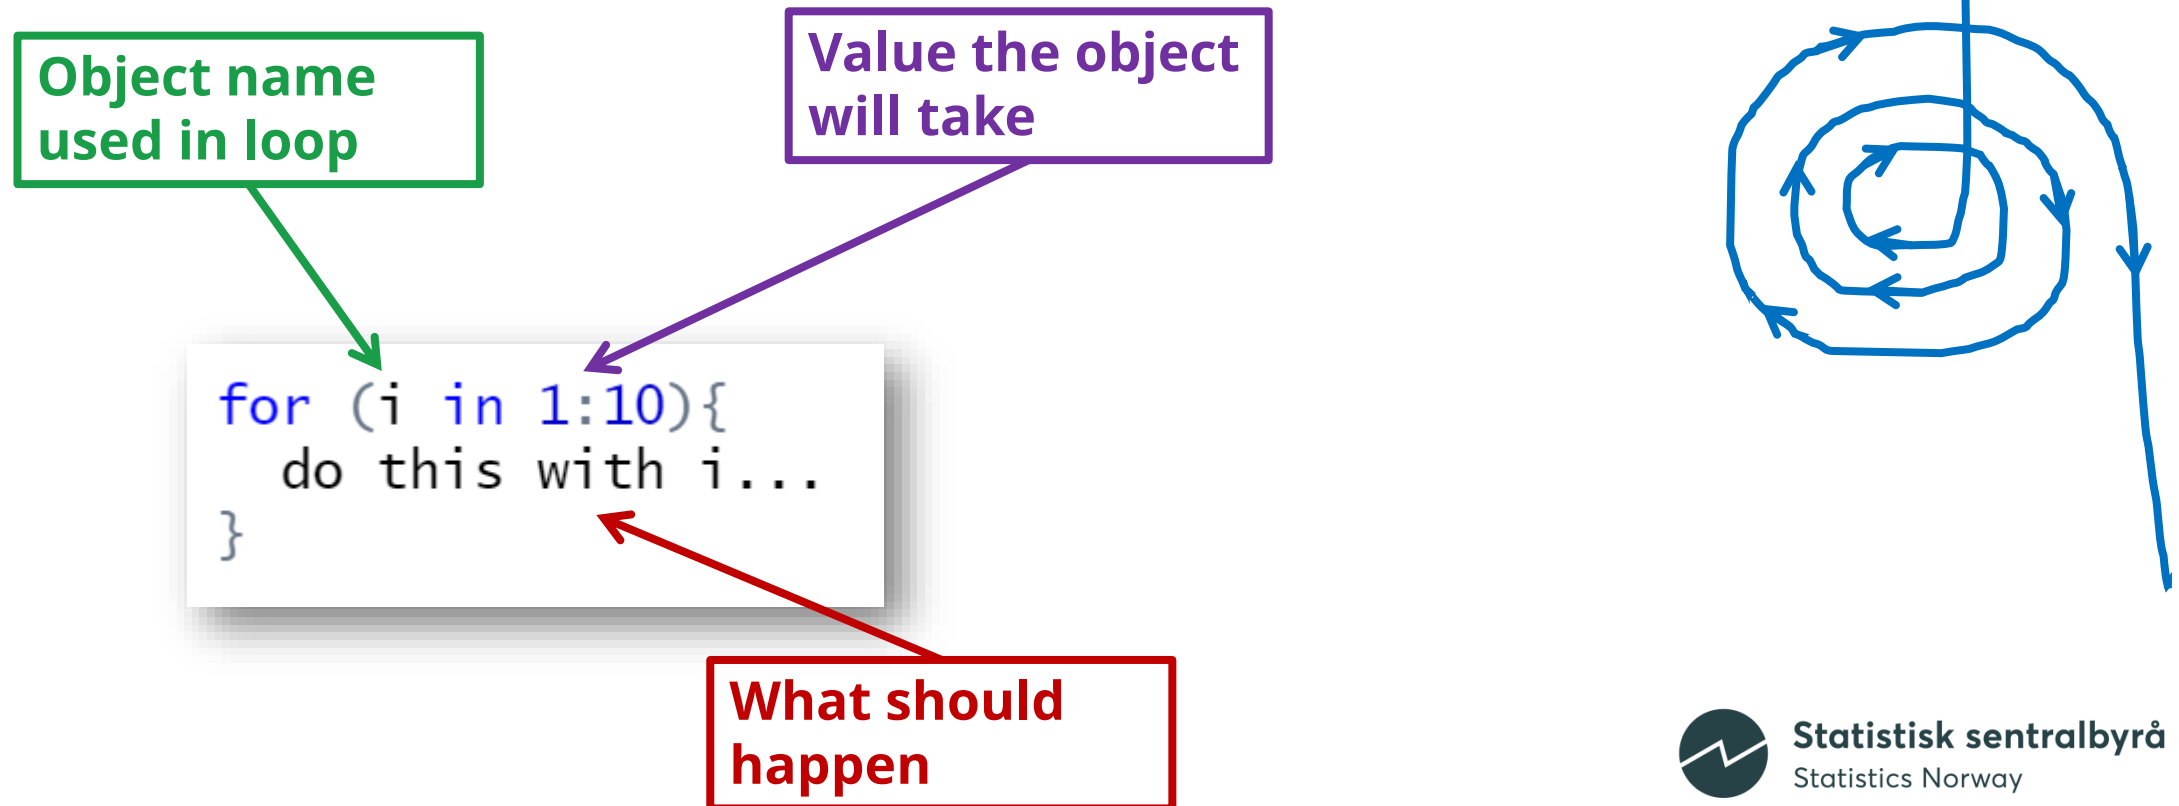 Object name
used in loop
Value the object
will take
for (i in 1:10){
  do this with i...
}
What should
happen
Statistisk sentralbyrå
Statistics Norway